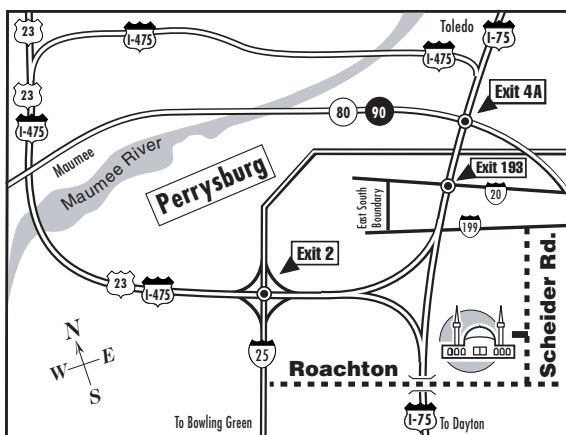 23
I-475
Toledo
I-75
I-475
23
I-475
Exit 4A
80
90
Maumee
Maumee River
Perrysburg
Exit 193
20
East South
Boundary
199
Exit 2
23
I-475
Scheider Rd.
N
W
E
S
25
Roachton
To Bowling Green
I-75
To Dayton